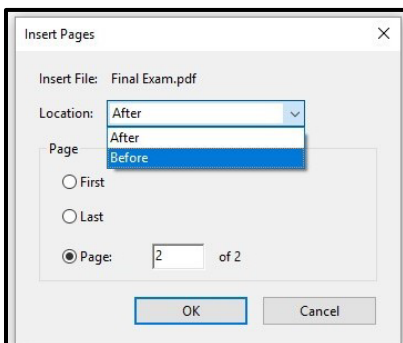 Insert Pages
Insert File: Final Exam.pdf
Location: After
After
Before
Page
First
Last
Page: 2 of 2
OK Cancel